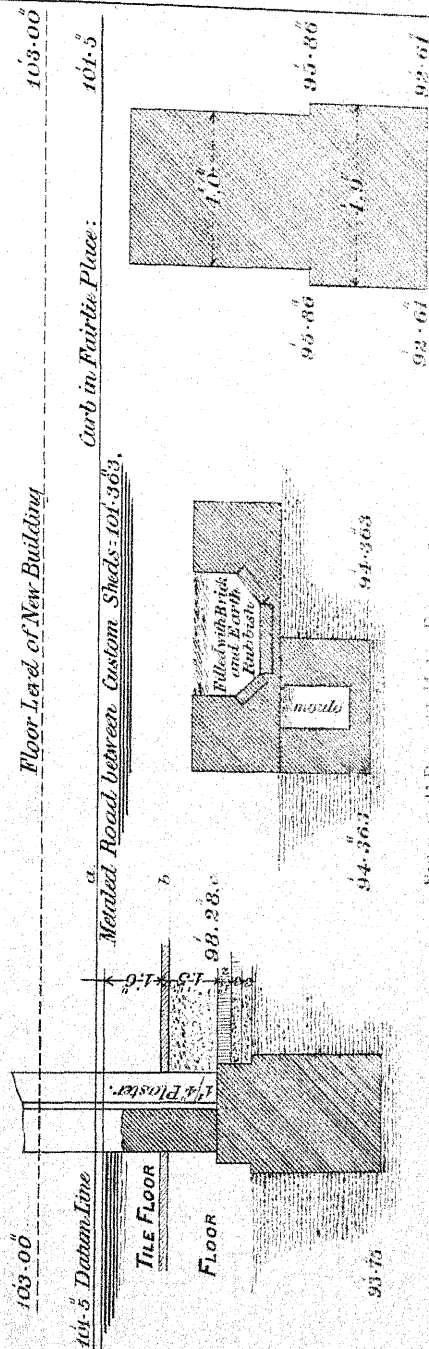 103·00"
Floor Level of New Building
103·00"
101·5" Datum Line
Curb in Fairlie Place:
101·5"
a
Metaled Road between Custom Sheds: 101·363,
TILE FLOOR
FLOOR
1¼" Plaster.
1·6"
b
1·5
98·28·c
93·75
Filled with Brick
and Earth
Rubbish
mould
94·363
94·363
4'·0"
95·86"
95·86"
4'·9"
92·61"
92·61"